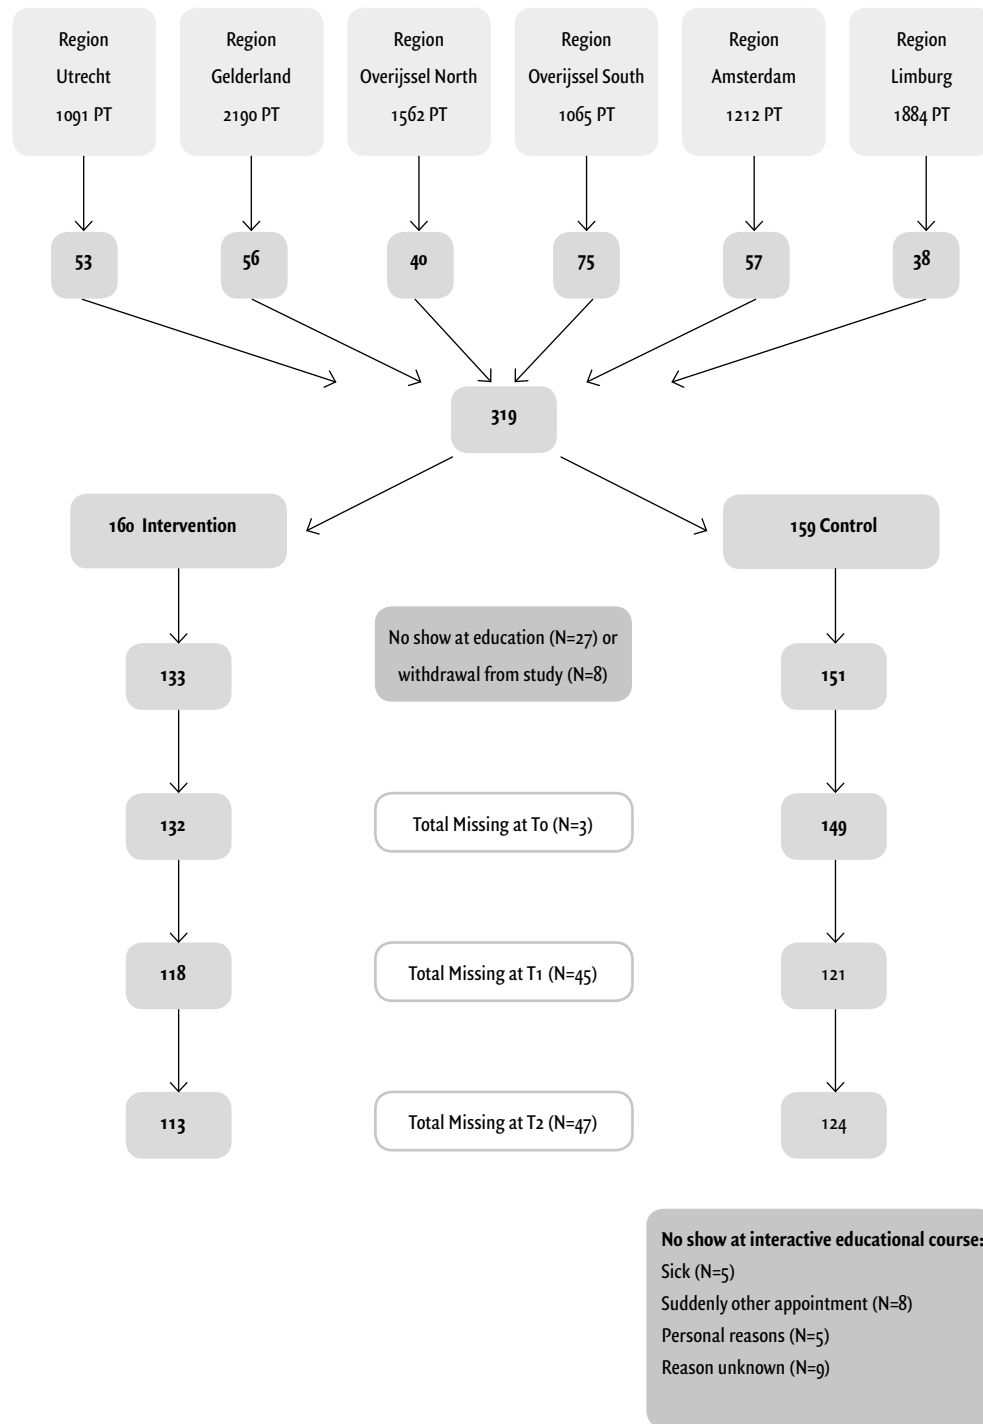 Region
Utrecht
1091 PT
Region
Gelderland
2190 PT
Region
Overijssel North
1562 PT
Region
Overijssel South
1065 PT
Region
Amsterdam
1212 PT
Region
Limburg
1884 PT
53
56
40
75
57
38
319
160 Intervention
159 Control
No show at education (N=27) or
withdrawal from study (N=8)
133
151
132
Total Missing at T0 (N=3)
149
118
Total Missing at T1 (N=45)
121
113
Total Missing at T2 (N=47)
124
No show at interactive educational course:
Sick (N=5)
Suddenly other appointment (N=8)
Personal reasons (N=5)
Reason unknown (N=9)